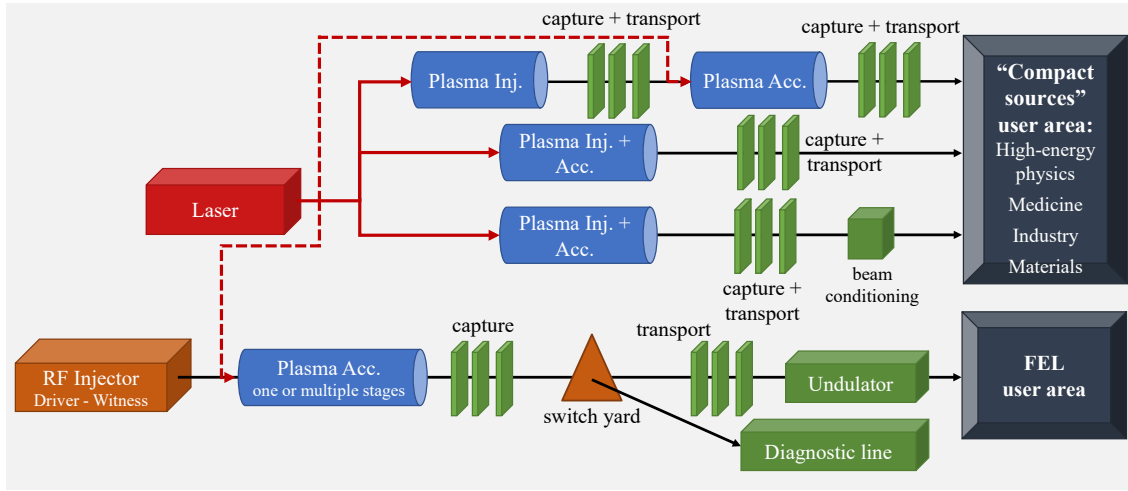 capture + transport
capture + transport
Plasma Inj.
Plasma Acc.
“Compact
sources”
user area:
High-energy
physics
Medicine
Industry
Materials
Plasma Inj. +
Acc.
capture +
transport
Laser
Plasma Inj. +
Acc.
capture +
transport
beam
conditioning
RF Injector
Driver - Witness
Plasma Acc.
one or multiple stages
capture
switch yard
transport
Undulator
Diagnostic line
FEL
user area